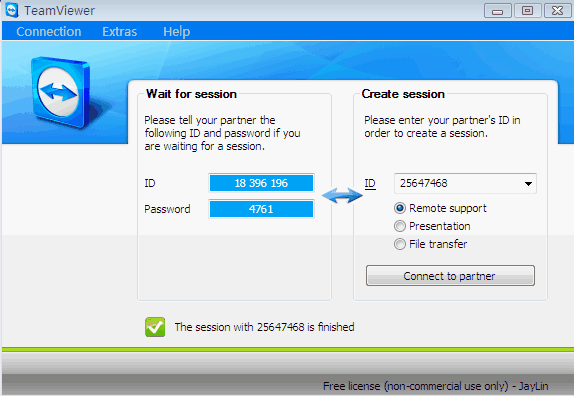 TeamViewer
Connection Extras Help
Wait for session
Please tell your partner the
following ID and password if you
are waiting for a session.
ID 18 396 196
Password 4761
Create session
Please enter your partner's ID in
order to create a session.
ID 25647468
Remote support
Presentation
File transfer
Connect to partner
The session with 25647468 is finished
Free license (non-commercial use only) - JayLin